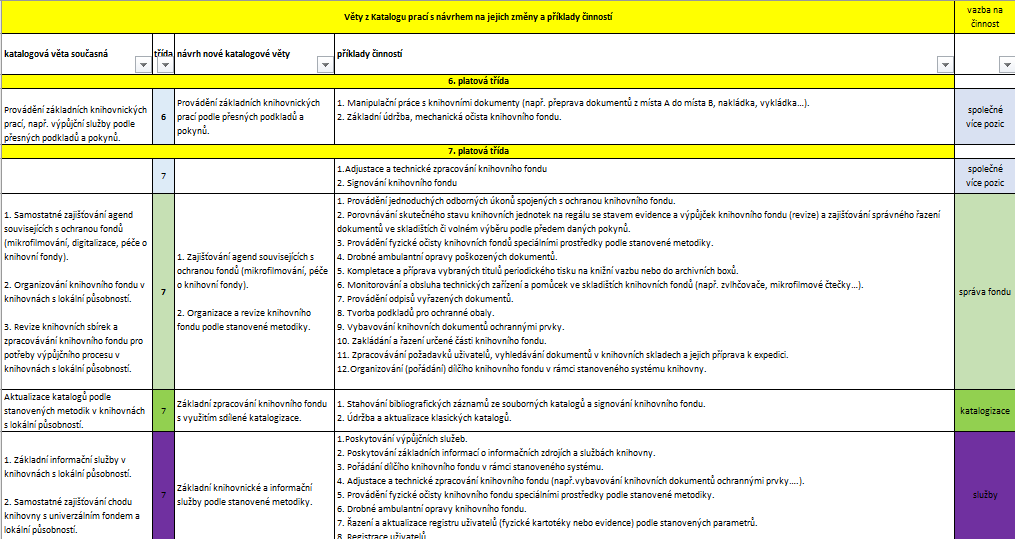 Věty z Katalogu prací s návrhem na jejich změny a příklady činností
vazba na
činnost
katalogová věta současná
třída
návrh nové katalogové věty
příklady činností
6. platová třída
Provádění základních knihovnických
prací, např. výpůjční služby podle
přesných podkladů a pokynů.
6
Provádění základních knihovnických
prací podle přesných podkladů a
pokynů.
1. Manipulační práce s knihovními dokumenty (např. přeprava dokumentů z místa A do místa B, nakládka, vykládka...).
2. Základní údržba, mechanická očista knihovního fondu.
společné
více pozic
7. platová třída
7
1.Adjustace a technické zpracování knihovního fondu
2. Signování knihovního fondu
společné
více pozic
1. Samostatné zajišťování agend
souvisejících s ochranou fondů
(mikrofilmování, digitalizace, péče o
knihovní fondy).
2. Organizování knihovního fondu v
knihovnách s lokální působností.
3. Revize knihovních sbírek a
zpracovávání knihovního fondu pro
potřeby výpůjčního procesu v
knihovnách s lokální působností.
7
1. Zajišťování agend související s
ochranou fondů (mikrofilmování, péče
o knihovní fondy).
2. Organizace a revize knihovního
fondu podle stanovené metodiky.
1. Provádění jednoduchých odborných úkonů spojených s ochranou knihovního fondu.
2. Porovnávání skutečného stavu knihovních jednotek na regálu se stavem evidence a výpůjček knihovního fondu (revize) a zajišťování správného řazení
dokumentů ve skladištích či volném výběru podle předem daných pokynů.
3. Provádění fyzické očisty knihovních fondů speciálními prostředky podle stanovené metodiky.
4. Drobné ambulantní opravy poškozených dokumentů.
5. Kompletace a příprava vybraných titulů periodického tisku na knižní vazbu nebo do archivních boxů.
6. Monitorování a obsluha technických zařízení a pomůcek ve skladištích knihovních fondů (např. zvlhčovače, mikrofilmové čtečky...).
7. Provádění odpisů vyřazených dokumentů.
8. Tvorba podkladů pro ochranné obaly.
9. Vybavování knihovních dokumentů ochrannými prvky.
10. Zakládání a řazení určené části knihovního fondu.
11. Zpracovávání požadavků uživatelů, vyhledávání dokumentů v knihovních skladech a jejich příprava k expedici.
12.Organizování (pořádání) dílčího knihovního fondu v rámci stanoveného systému knihovny.
správa fondu
Aktualizace katalogů podle
stanovených metodik v knihovnách
s lokální působností.
7
Základní zpracování knihovního fondu
s využitím sdílené katalogizace.
1. Stahování bibliografických záznamů ze souborných katalogů a signování knihovního fondu.
2. Údržba a aktualizace klasických katalogů.
katalogizace
1. Základní informační služby v
knihovnách s lokální působností.
2. Samostatné zajišťování chodu
knihovny s univerzálním fondem a
lokální působností.
7
Základní knihovnické a informační
služby podle stanovené metodiky.
1.Poskytování výpůjčních služeb.
2. Poskytování základních informací o informačních zdrojích a službách knihovny.
3. Pořádání dílčího knihovního fondu v rámci stanoveného systému.
4. Adjustace a technické zpracování knihovního fondu (např.vybavování knihovních dokumentů ochrannými prvky....).
5. Provádění fyzické očisty knihovního fondu speciálními prostředky podle stanovené metodiky.
6. Drobné ambulantní opravy knihovního fondu.
7. Řazení a aktualizace registru uživatelů (fyzické kartotéky nebo evidence) podle stanovených parametrů.
8. Registrace uživatelů
služby